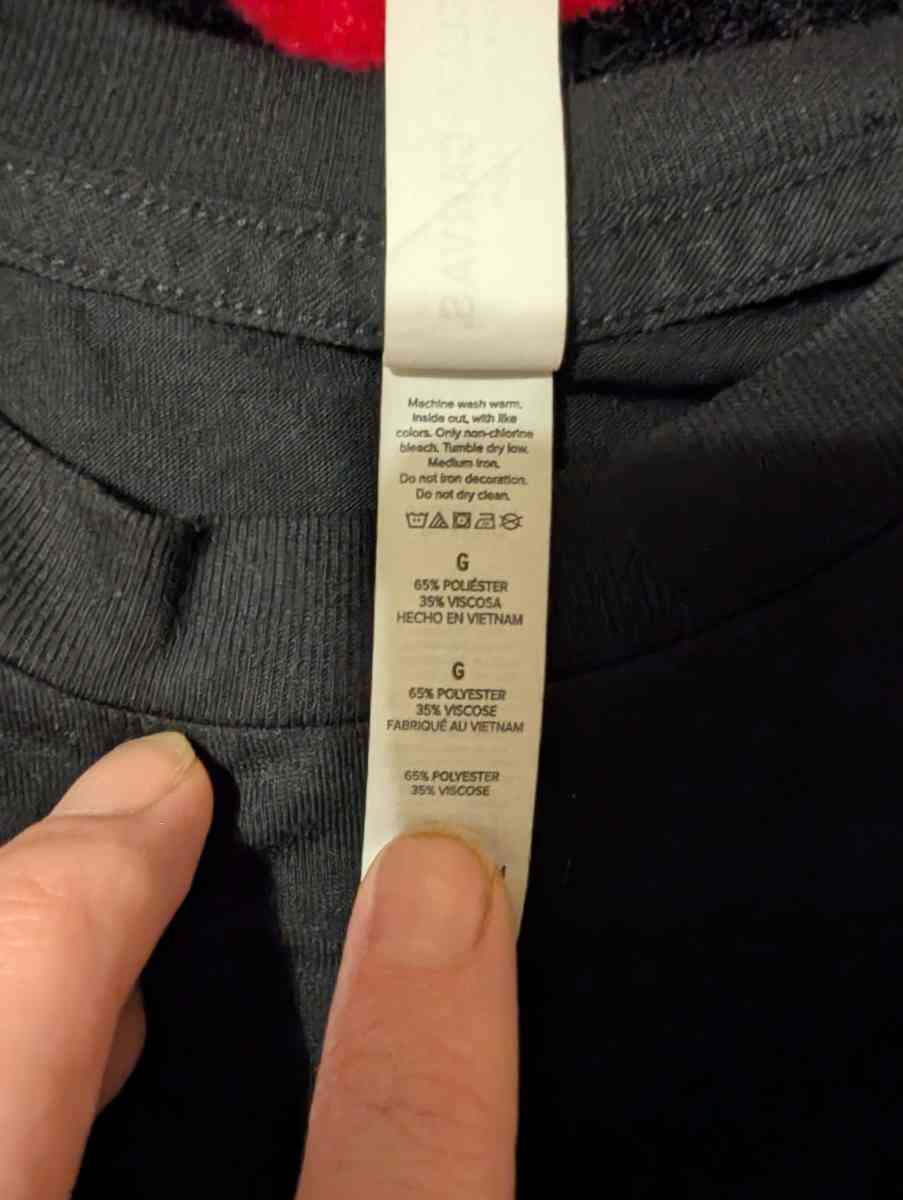 Machine wash warm,
inside out, with like
colors. Only non-chlorine
bleach. Tumble dry low.
Medium iron.
Do not iron decoration.
Do not dry clean.
G
65% POLIÉSTER
35% VISCOSA
HECHO EN VIETNAM
G
65% POLYESTER
35% VISCOSE
FABRIQUÉ AU VIETNAM
65% POLYESTER
35% VISCOSE